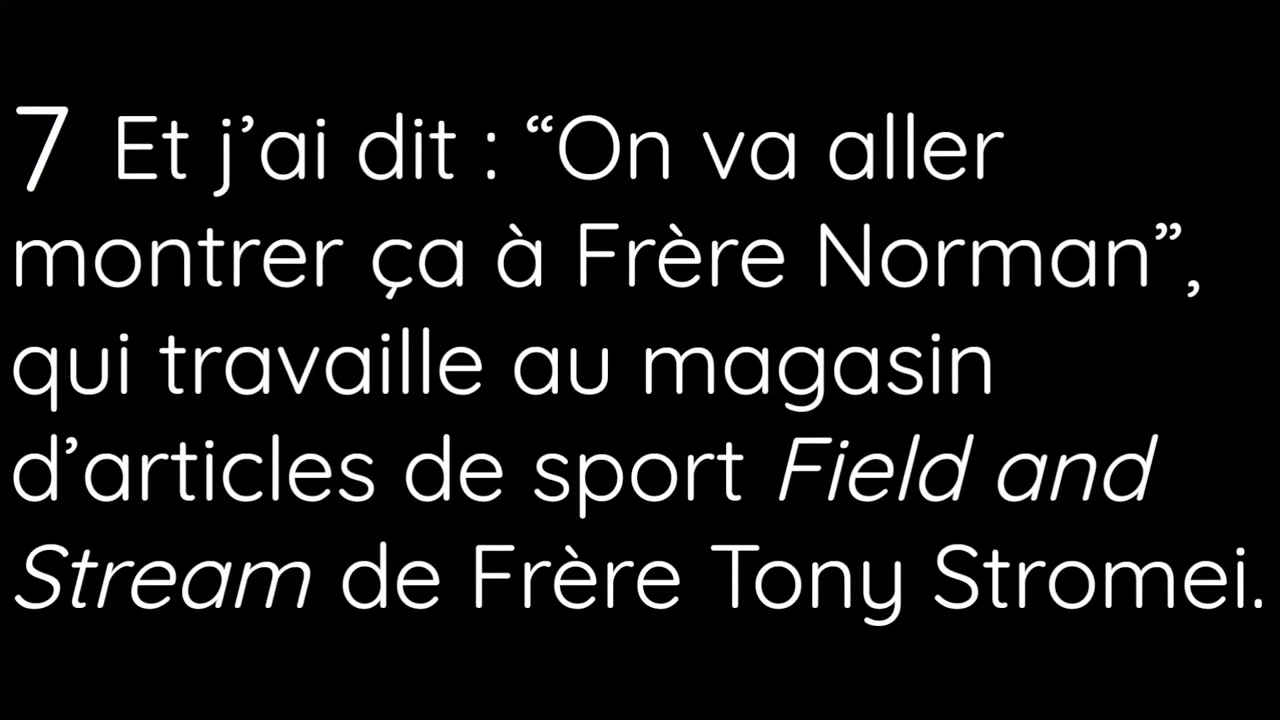 7 Et j’ai dit : “On va aller
montrer ça à Frère Norman”,
qui travaille au magasin
d’articles de sport Field and
Stream de Frère Tony Stromei.